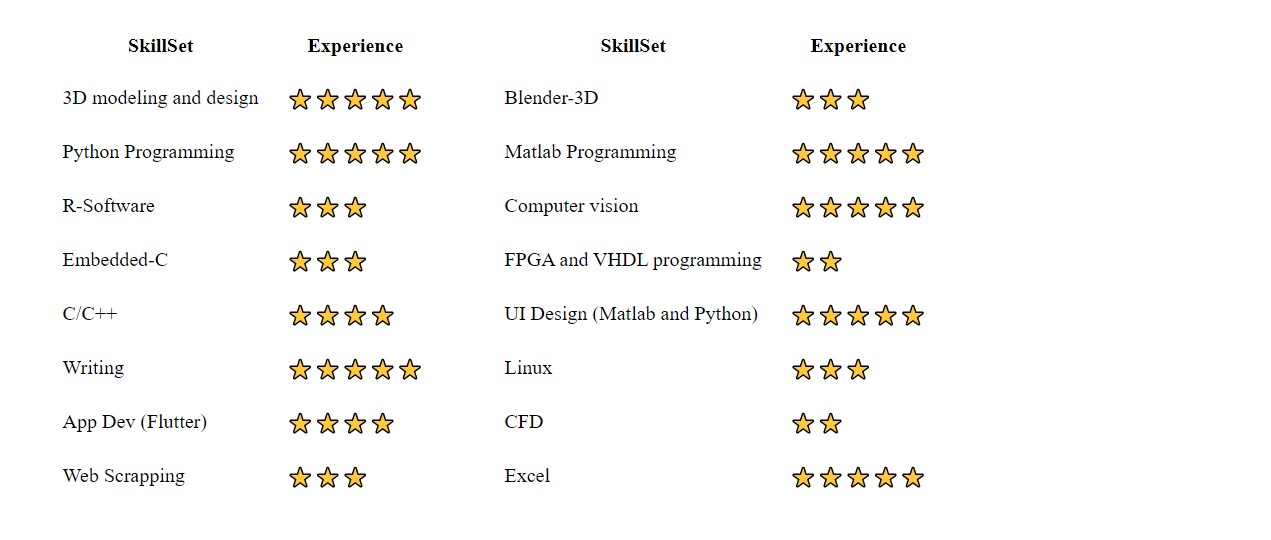 SkillSet Experience SkillSet Experience
3D modeling and design ⭐⭐⭐⭐⭐ Blender-3D ⭐⭐⭐
Python Programming ⭐⭐⭐⭐⭐ Matlab Programming ⭐⭐⭐⭐⭐
R-Software ⭐⭐⭐ Computer vision ⭐⭐⭐⭐⭐
Embedded-C ⭐⭐⭐ FPGA and VHDL programming ⭐⭐
C/C++ ⭐⭐⭐⭐ UI Design (Matlab and Python) ⭐⭐⭐⭐⭐
Writing ⭐⭐⭐⭐⭐ Linux ⭐⭐⭐
App Dev (Flutter) ⭐⭐⭐⭐ CFD ⭐⭐
Web Scrapping ⭐⭐⭐ Excel ⭐⭐⭐⭐⭐